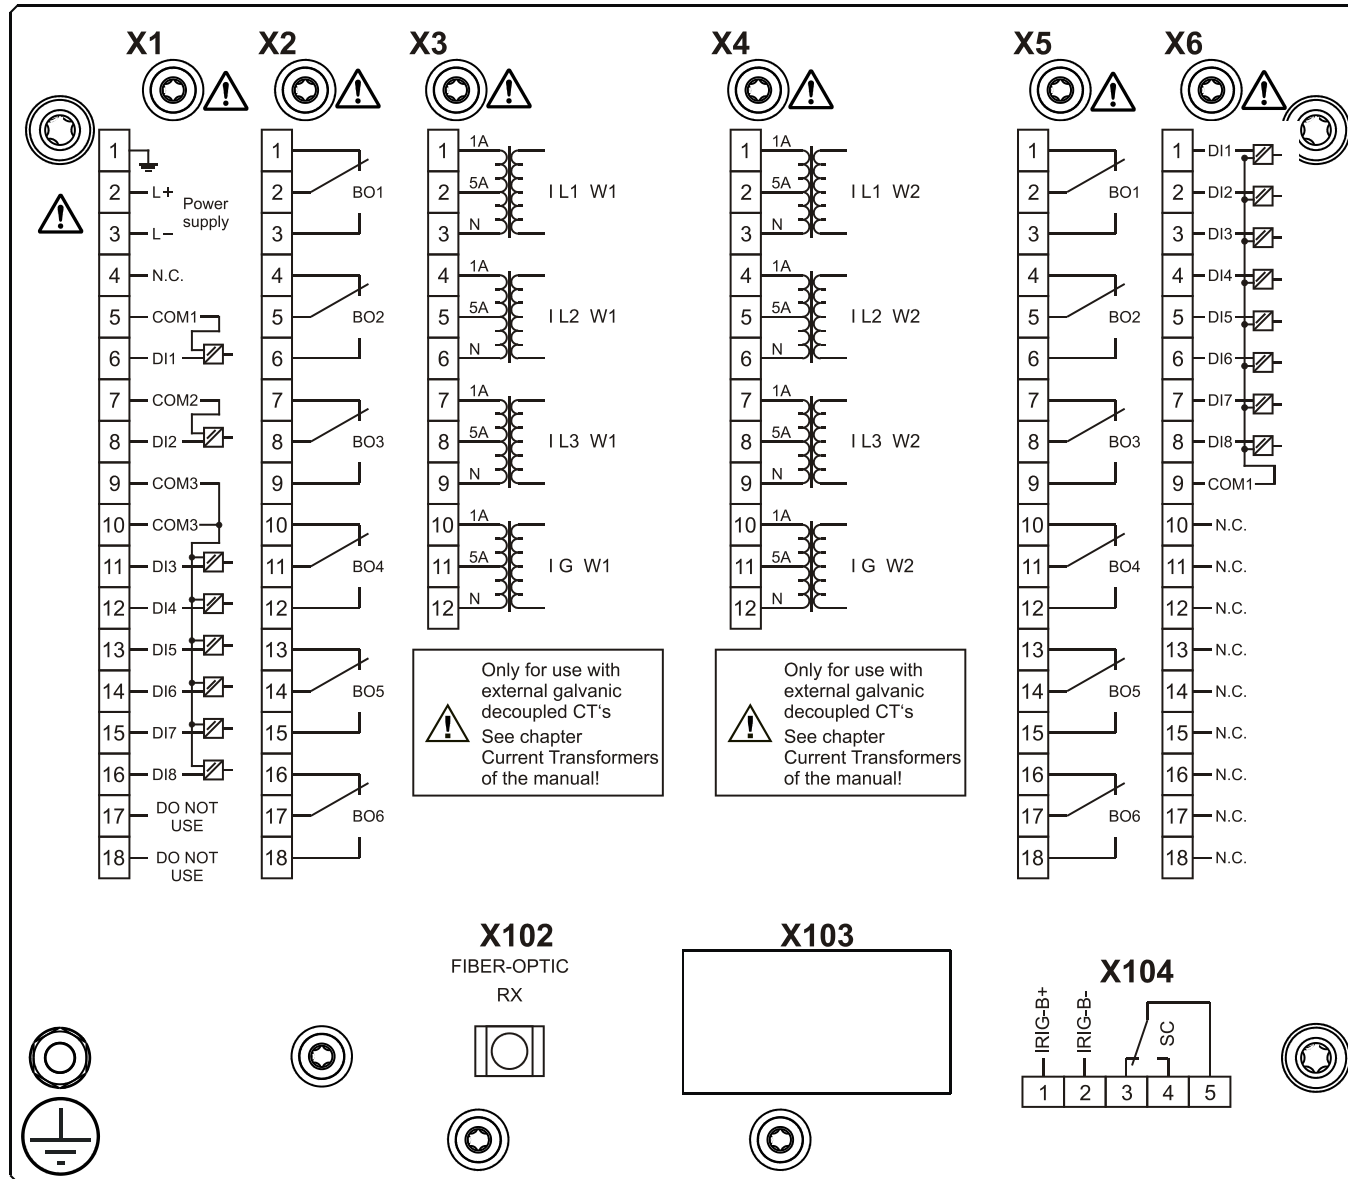 X1 X2 X3 X4 X5 X6
1
2 L+
Power
supply
3 L-
4 N.C.
5 COM1
6 DI1
7 COM2
8 DI2
9 COM3
10 COM3
11 DI3
12 DI4
13 DI5
14 DI6
15 DI7
16 DI8
17 DO NOT
USE
18 DO NOT
USE
1
2 BO1
3
4
5 BO2
6
7
8 BO3
9
10
11 BO4
12
13
14 BO5
15
16
17 BO6
18
1 1A
2 5A I L1 W1
3 N
4 1A
5 5A I L2 W1
6 N
7 1A
8 5A I L3 W1
9 N
10 1A
11 5A I G W1
12 N
Only for use with
external galvanic
decoupled CT's
See chapter
Current Transformers
of the manual!
1 1A
2 5A I L1 W2
3 N
4 1A
5 5A I L2 W2
6 N
7 1A
8 5A I L3 W2
9 N
10 1A
11 5A I G W2
12 N
Only for use with
external galvanic
decoupled CT's
See chapter
Current Transformers
of the manual!
1
2 BO1
3
4
5 BO2
6
7
8 BO3
9
10
11 BO4
12
13
14 BO5
15
16
17 BO6
18
1 DI1
2 DI2
3 DI3
4 DI4
5 DI5
6 DI6
7 DI7
8 DI8
9 COM1
10 N.C.
11 N.C.
12 N.C.
13 N.C.
14 N.C.
15 N.C.
16 N.C.
17 N.C.
18 N.C.
X102
FIBER-OPTIC
RX
X103
X104
IRIG-B+
IRIG-B-
SC
1 2 3 4 5